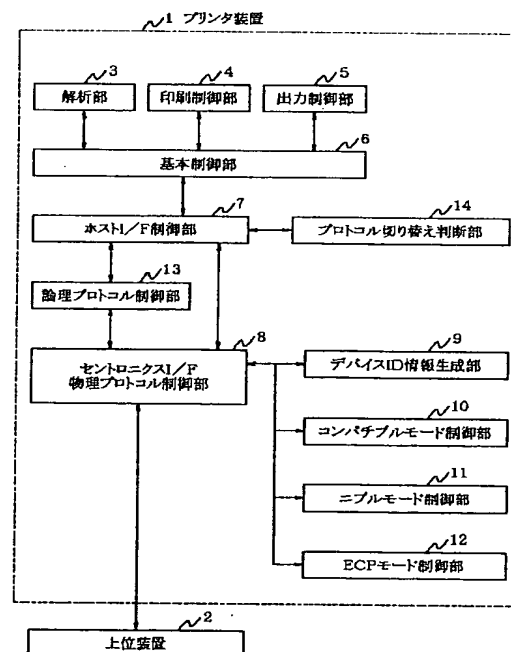 1 プリンタ装置
3
4
5
解析部
印刷制御部
出力制御部
6
基本制御部
7
14
ホストI/F制御部
プロトコル切り替え判断部
13
論理プロトコル制御部
8
9
セントロニクスI/F
物理プロトコル制御部
デバイスID情報生成部
10
コンパチブルモード制御部
11
ニブルモード制御部
12
ECPモード制御部
2
上位装置